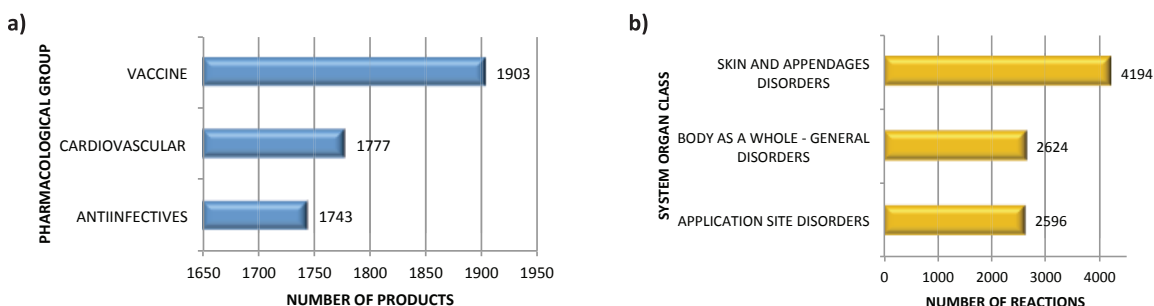 a)
PHARMACOLOGICAL GROUP
VACCINE
1903
CARDIOVASCULAR
1777
ANTIINFECTIVES
1743
1650 1700 1750 1800 1850 1900 1950
NUMBER OF PRODUCTS
b)
SYSTEM ORGAN CLASS
SKIN AND APPENDAGES
DISORDERS
4194
BODY AS A WHOLE - GENERAL
DISORDERS
2624
APPLICATION SITE DISORDERS
2596
0 1000 2000 3000 4000
NUMBER OF REACTIONS